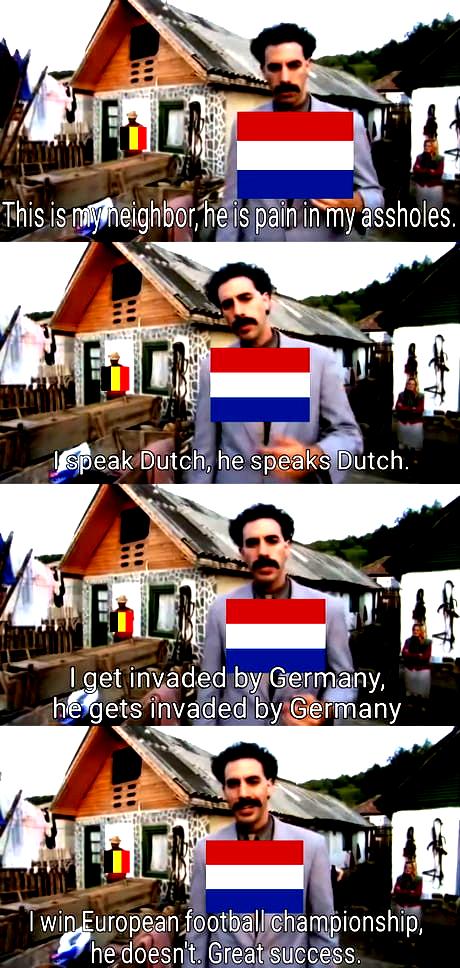 This is my neighbor, he is pain in my assholes.
I speak Dutch, he speaks Dutch.
I get invaded by Germany,
he gets invaded by Germany
I win European football championship,
he doesn't. Great success.